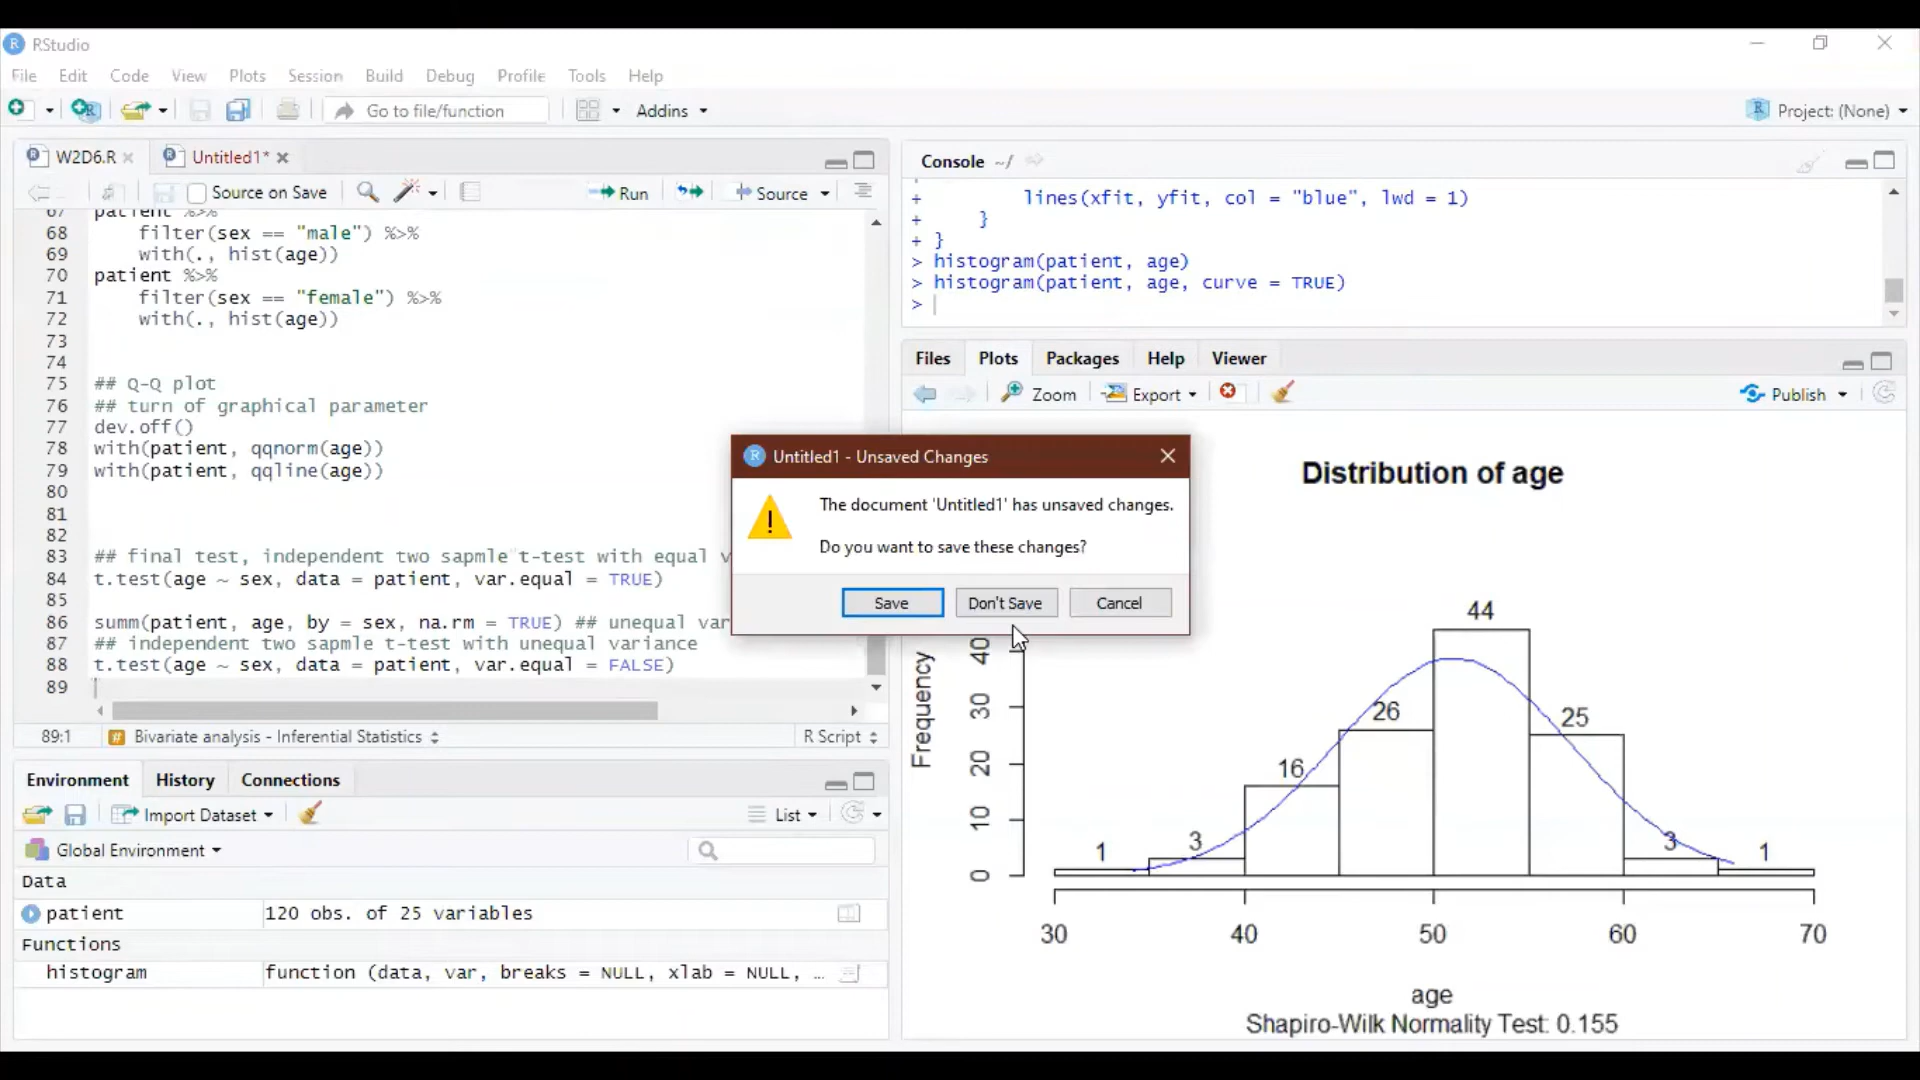 RStudio
File Edit Code View Plots Session Build Debug Profile Tools Help
Go to file/function Addins Project: (None)
W2D6.R Untitled1*
Source on Save Run Source
67 patient %>%
68 filter(sex == "male") %>%
69 with(., hist(age))
70 patient %>%
71 filter(sex == "female") %>%
72 with(., hist(age))
73
74
75 ## Q-Q plot
76 ## turn of graphical parameter
77 dev.off()
78 with(patient, qqnorm(age))
79 with(patient, qqline(age))
80
81
82
83 ## final test, independent two sapmle t-test with equal v
84 t.test(age ~ sex, data = patient, var.equal = TRUE)
85
86 summ(patient, age, by = sex, na.rm = TRUE) ## unequal var
87 ## independent two sapmle t-test with unequal variance
88 t.test(age ~ sex, data = patient, var.equal = FALSE)
89
89:1 Bivariate analysis - Inferential Statistics R Script
Environment History Connections
Import Dataset List
Global Environment
Data
patient 120 obs. of 25 variables
Functions
histogram function (data, var, breaks = NULL, xlab = NULL, …
Console ~/
+ lines(xfit, yfit, col = "blue", lwd = 1)
+ }
+ }
> histogram(patient, age)
> histogram(patient, age, curve = TRUE)
>
Files Plots Packages Help Viewer
Zoom Export Publish
Untitled1 - Unsaved Changes
The document 'Untitled1' has unsaved changes.
Do you want to save these changes?
Save Don't Save Cancel
Distribution of age
Frequency
40
30
20
10
0
1 3 16 26 44 25 3 1
30 40 50 60 70
age
Shapiro-Wilk Normality Test: 0.155